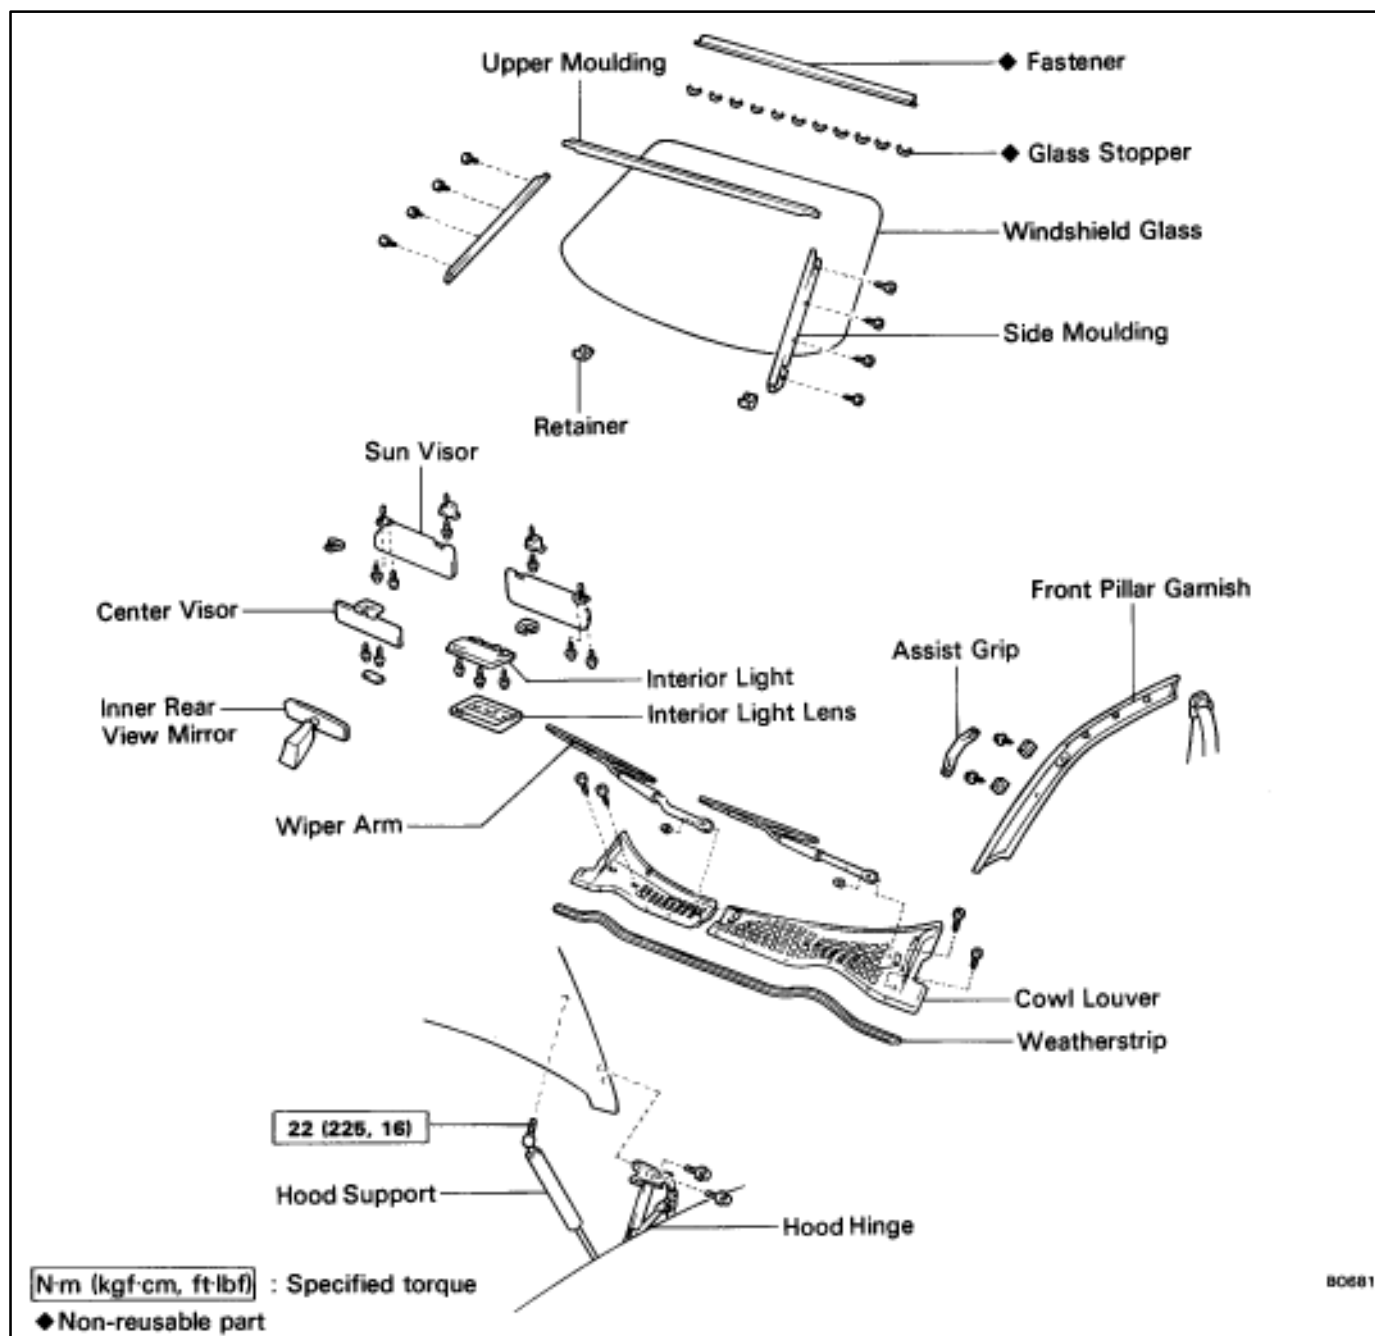 Upper Moulding
◆ Fastener
◆ Glass Stopper
Windshield Glass
Side Moulding
Retainer
Sun Visor
Center Visor
Front Pillar Garnish
Assist Grip
Interior Light
Interior Light Lens
Inner Rear
View Mirror
Wiper Arm
Cowl Louver
Weatherstrip
22 (225, 16)
Hood Support
Hood Hinge
N·m (kgf·cm, ft·lbf) : Specified torque
◆ Non-reusable part
BO681